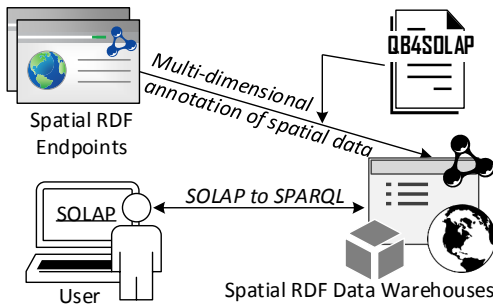 QB4SOLAP
Multi-dimensional
annotation of spatial data
Spatial RDF
Endpoints
SOLAP to SPARQL
SOLAP
User
Spatial RDF Data Warehouses